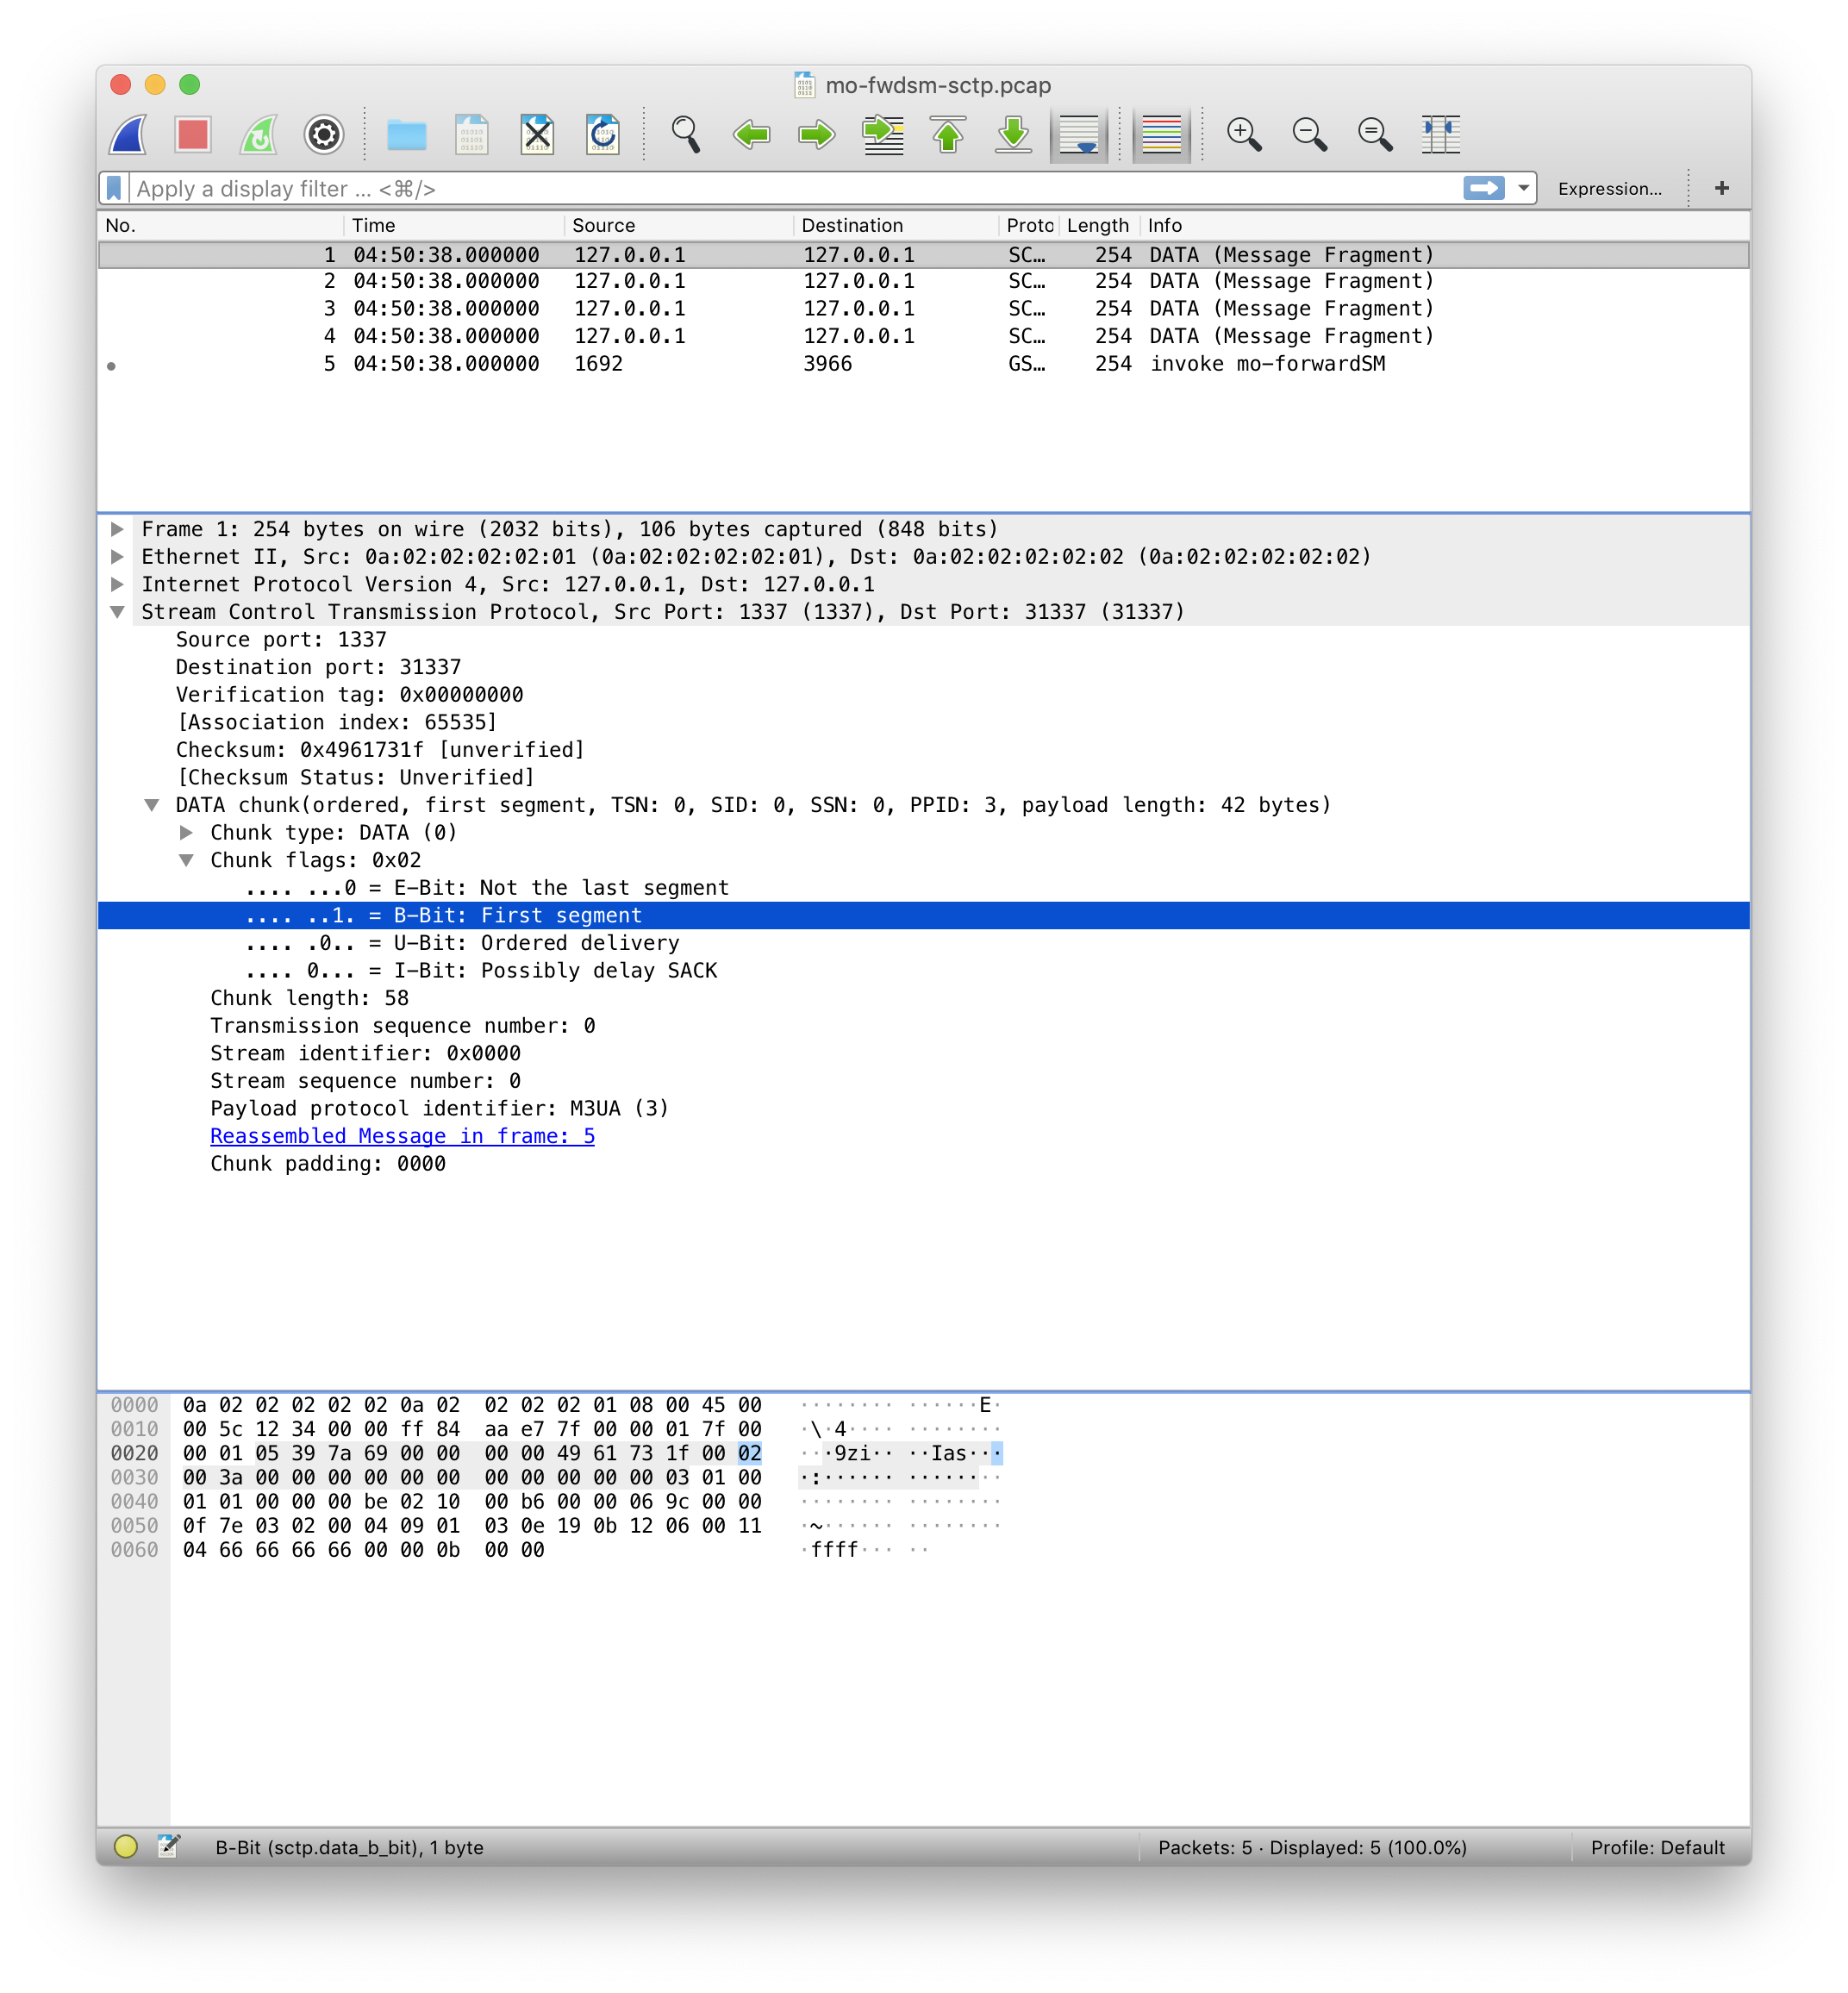 mo-fwdsm-sctp.pcap
Apply a display filter ... <⌘/>
Expression...
+
No. Time Source Destination Proto Length Info
1 04:50:38.000000 127.0.0.1 127.0.0.1 SC... 254 DATA (Message Fragment)
2 04:50:38.000000 127.0.0.1 127.0.0.1 SC... 254 DATA (Message Fragment)
3 04:50:38.000000 127.0.0.1 127.0.0.1 SC... 254 DATA (Message Fragment)
4 04:50:38.000000 127.0.0.1 127.0.0.1 SC... 254 DATA (Message Fragment)
5 04:50:38.000000 1692 3966 GS... 254 invoke mo-forwardSM
Frame 1: 254 bytes on wire (2032 bits), 106 bytes captured (848 bits)
Ethernet II, Src: 0a:02:02:02:02:01 (0a:02:02:02:02:01), Dst: 0a:02:02:02:02:02 (0a:02:02:02:02:02)
Internet Protocol Version 4, Src: 127.0.0.1, Dst: 127.0.0.1
Stream Control Transmission Protocol, Src Port: 1337 (1337), Dst Port: 31337 (31337)
Source port: 1337
Destination port: 31337
Verification tag: 0x00000000
[Association index: 65535]
Checksum: 0x4961731f [unverified]
[Checksum Status: Unverified]
DATA chunk(ordered, first segment, TSN: 0, SID: 0, SSN: 0, PPID: 3, payload length: 42 bytes)
Chunk type: DATA (0)
Chunk flags: 0x02
.... ...0 = E-Bit: Not the last segment
.... ..1. = B-Bit: First segment
.... .0.. = U-Bit: Ordered delivery
.... 0... = I-Bit: Possibly delay SACK
Chunk length: 58
Transmission sequence number: 0
Stream identifier: 0x0000
Stream sequence number: 0
Payload protocol identifier: M3UA (3)
Reassembled Message in frame: 5
Chunk padding: 0000
0000 0a 02 02 02 02 02 0a 02 02 02 02 01 08 00 45 00 ········ ······E·
0010 00 5c 12 34 00 00 ff 84 aa e7 7f 00 00 01 7f 00 ·\·4···· ········
0020 00 01 05 39 7a 69 00 00 00 00 49 61 73 1f 00 02 ···9zi·· ··Ias···
0030 00 3a 00 00 00 00 00 00 00 00 00 00 00 03 01 00 ·:······ ········
0040 01 01 00 00 00 be 02 10 00 b6 00 00 06 9c 00 00 ········ ········
0050 0f 7e 03 02 00 04 09 01 03 0e 19 0b 12 06 00 11 ·~······ ········
0060 04 66 66 66 66 00 00 0b 00 00 ·ffff··· ··
B-Bit (sctp.data_b_bit), 1 byte
Packets: 5 · Displayed: 5 (100.0%)
Profile: Default